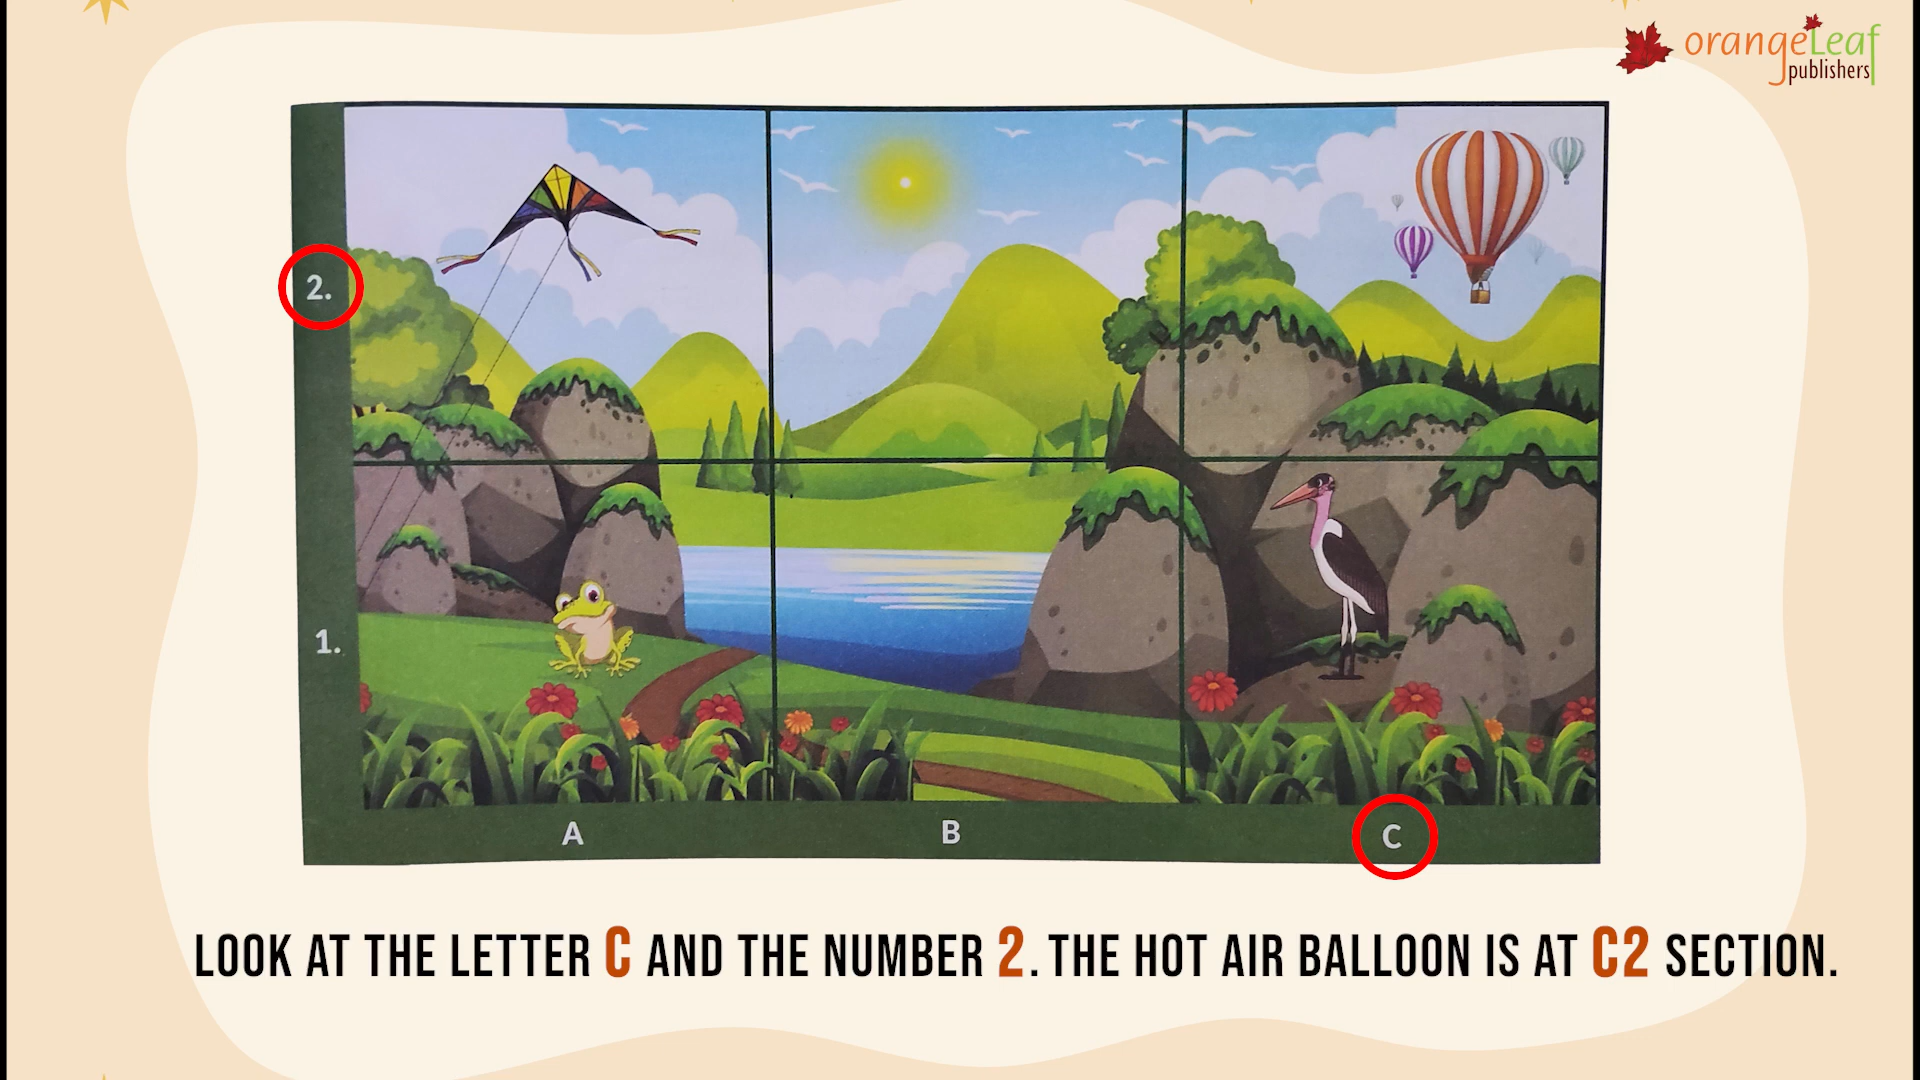 orangeLeaf
publishers
2.
1.
A
B
C
LOOK AT THE LETTER C AND THE NUMBER 2. THE HOT AIR BALLOON IS AT C2 SECTION.